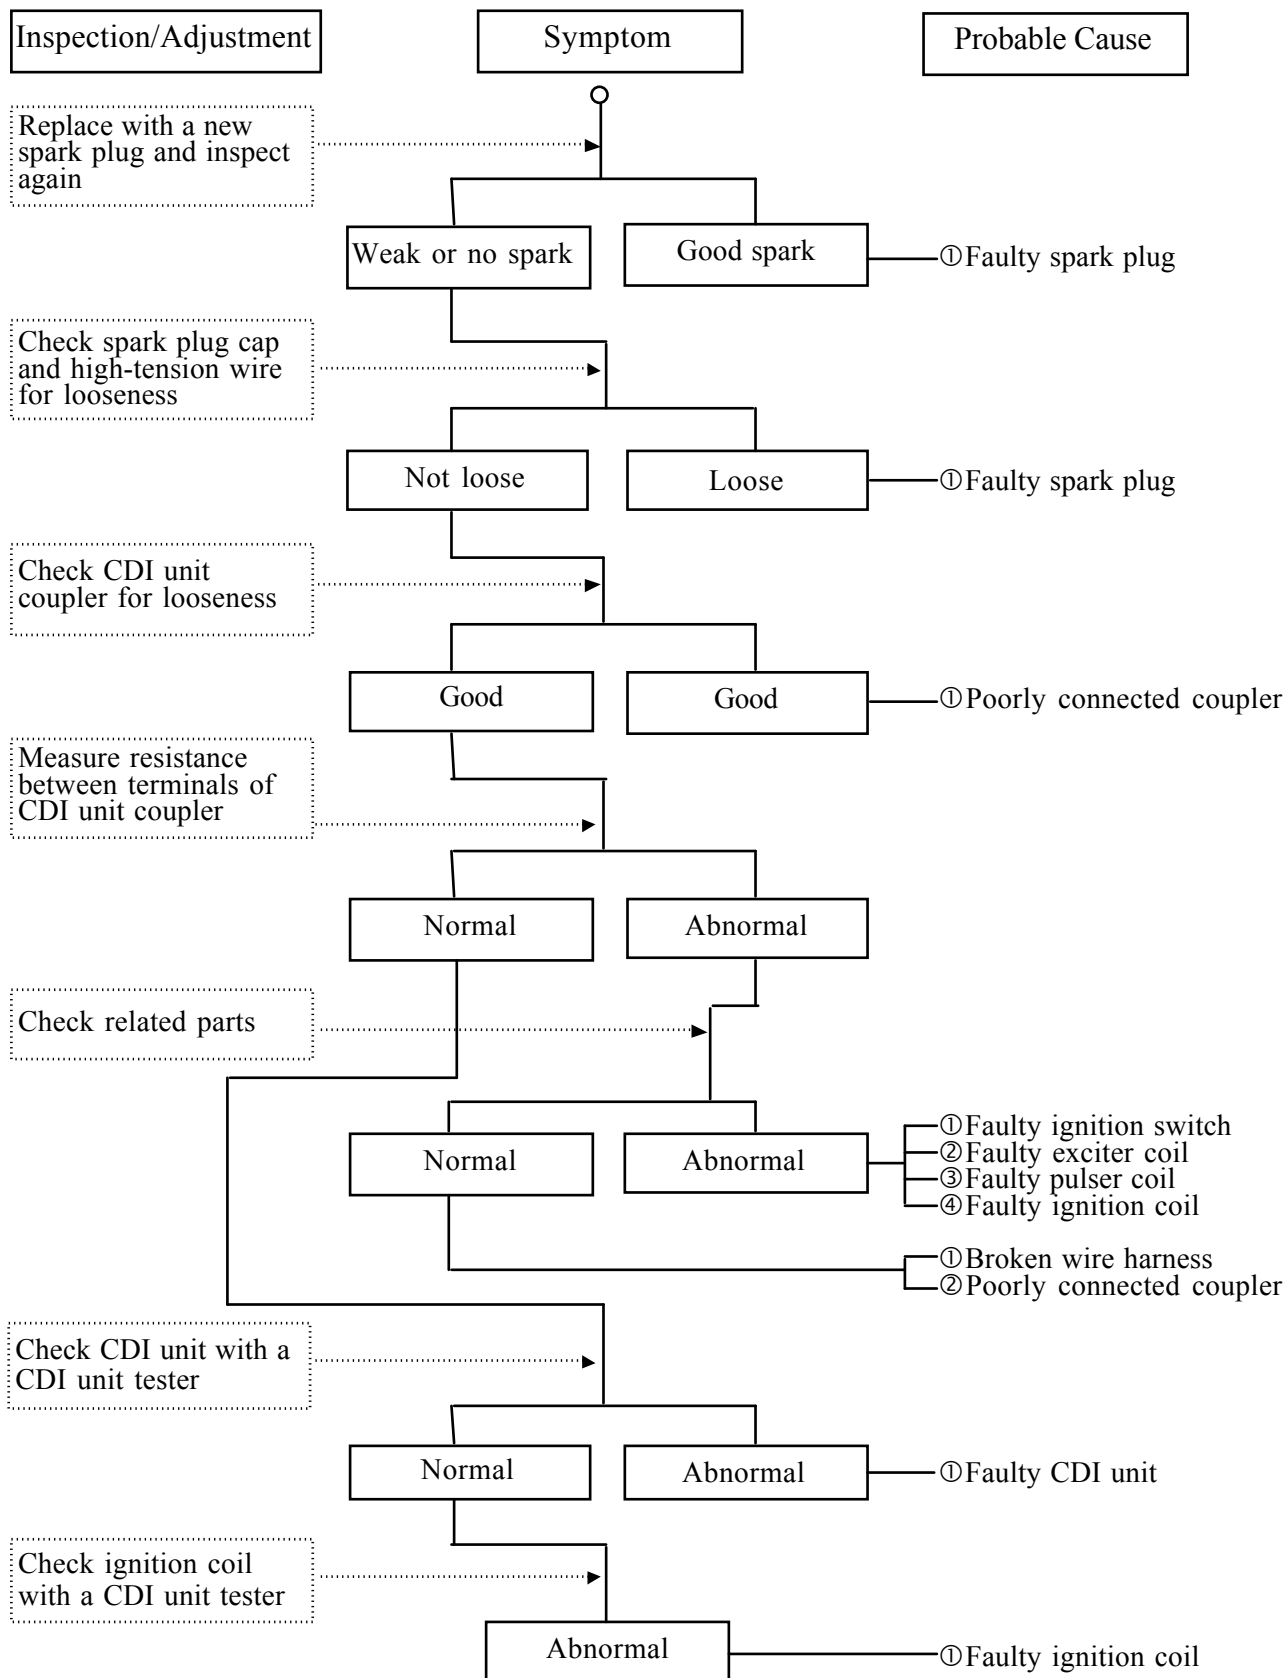 Inspection/Adjustment
Symptom
Probable Cause
Replace with a new
spark plug and inspect
again
Weak or no spark
Good spark
①Faulty spark plug
Check spark plug cap
and high-tension wire
for looseness
Not loose
Loose
①Faulty spark plug
Check CDI unit
coupler for looseness
Good
Good
①Poorly connected coupler
Measure resistance
between terminals of
CDI unit coupler
Normal
Abnormal
Check related parts
Normal
Abnormal
①Faulty ignition switch
②Faulty exciter coil
③Faulty pulser coil
④Faulty ignition coil
①Broken wire harness
②Poorly connected coupler
Check CDI unit with a
CDI unit tester
Normal
Abnormal
①Faulty CDI unit
Check ignition coil
with a CDI unit tester
Abnormal
①Faulty ignition coil